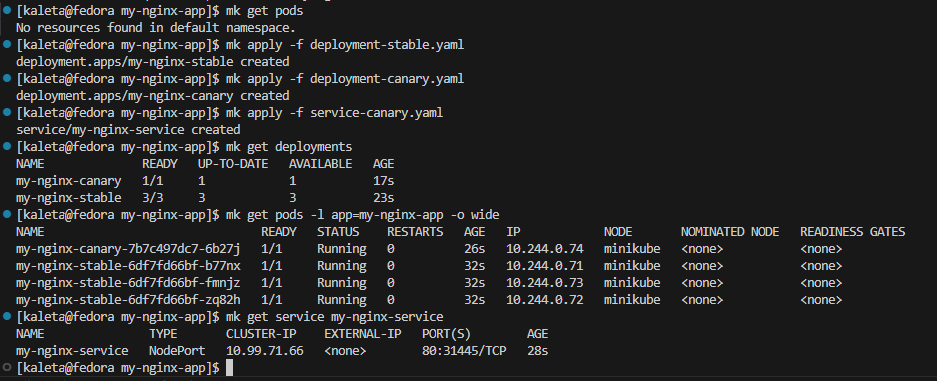 [kaleta@fedora my-nginx-app]$ mk get pods
No resources found in default namespace.
[kaleta@fedora my-nginx-app]$ mk apply -f deployment-stable.yaml
deployment.apps/my-nginx-stable created
[kaleta@fedora my-nginx-app]$ mk apply -f deployment-canary.yaml
deployment.apps/my-nginx-canary created
[kaleta@fedora my-nginx-app]$ mk apply -f service-canary.yaml
service/my-nginx-service created
[kaleta@fedora my-nginx-app]$ mk get deployments
NAME READY UP-TO-DATE AVAILABLE AGE
my-nginx-canary 1/1 1 1 17s
my-nginx-stable 3/3 3 3 23s
[kaleta@fedora my-nginx-app]$ mk get pods -l app=my-nginx-app -o wide
NAME READY STATUS RESTARTS AGE IP NODE NOMINATED NODE READINESS GATES
my-nginx-canary-7b7c497dc7-6b27j 1/1 Running 0 26s 10.244.0.74 minikube <none> <none>
my-nginx-stable-6df7fd66bf-b77nx 1/1 Running 0 32s 10.244.0.71 minikube <none> <none>
my-nginx-stable-6df7fd66bf-fmnjz 1/1 Running 0 32s 10.244.0.73 minikube <none> <none>
my-nginx-stable-6df7fd66bf-zq82h 1/1 Running 0 32s 10.244.0.72 minikube <none> <none>
[kaleta@fedora my-nginx-app]$ mk get service my-nginx-service
NAME TYPE CLUSTER-IP EXTERNAL-IP PORT(S) AGE
my-nginx-service NodePort 10.99.71.66 <none> 80:31445/TCP 28s
[kaleta@fedora my-nginx-app]$